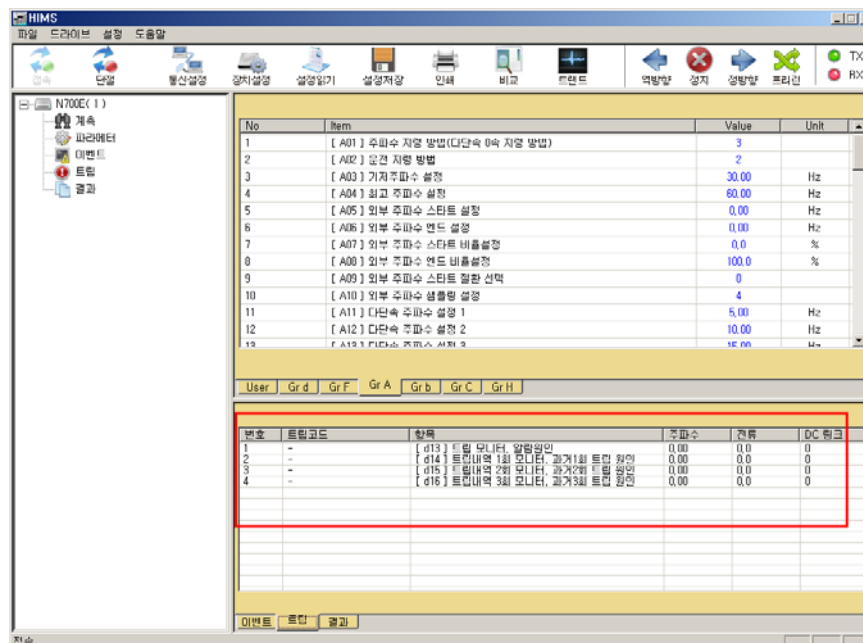 HIMS
파일 드라이브 설정 도움말
접속 단절 통신설정 장치설정 설정읽기 설정저장 인쇄 비교 트랜드 역방향 정지 정방향 프리런 TX
RX
N700E( 1 )
계측
파라메터
이벤트
트립
결과
No Item Value Unit
1 [ A01 ] 주파수 지령 방법(다단속 0속 지령 방법) 3
2 [ A02 ] 운전 지령 방법 2
3 [ A03 ] 기저주파수 설정 30.00 Hz
4 [ A04 ] 최고 주파수 설정 60.00 Hz
5 [ A05 ] 외부 주파수 스타트 설정 0.00 Hz
6 [ A06 ] 외부 주파수 엔드 설정 0.00 Hz
7 [ A07 ] 외부 주파수 스타트 비율설정 0.0 %
8 [ A08 ] 외부 주파수 엔드 비율설정 100.0 %
9 [ A09 ] 외부 주파수 스타트 절환 선택 0
10 [ A10 ] 외부 주파수 샘플링 설정 4
11 [ A11 ] 다단속 주파수 설정 1 5.00 Hz
12 [ A12 ] 다단속 주파수 설정 2 10.00 Hz
13 [ A13 ] 다단속 주파수 설정 3 15.00 Hz
User Gr d Gr F Gr A Gr b Gr C Gr H
번호 트립코드 항목 주파수 전류 DC 링크
1 - [ d13 ] 트립 모니터, 알람원인 0.00 0.0 0
2 - [ d14 ] 트립내역 1회 모니터, 과거1회 트립 원인 0.00 0.0 0
3 - [ d15 ] 트립내역 2회 모니터, 과거2회 트립 원인 0.00 0.0 0
4 - [ d16 ] 트립내역 3회 모니터, 과거3회 트립 원인 0.00 0.0 0
이벤트 트립 결과